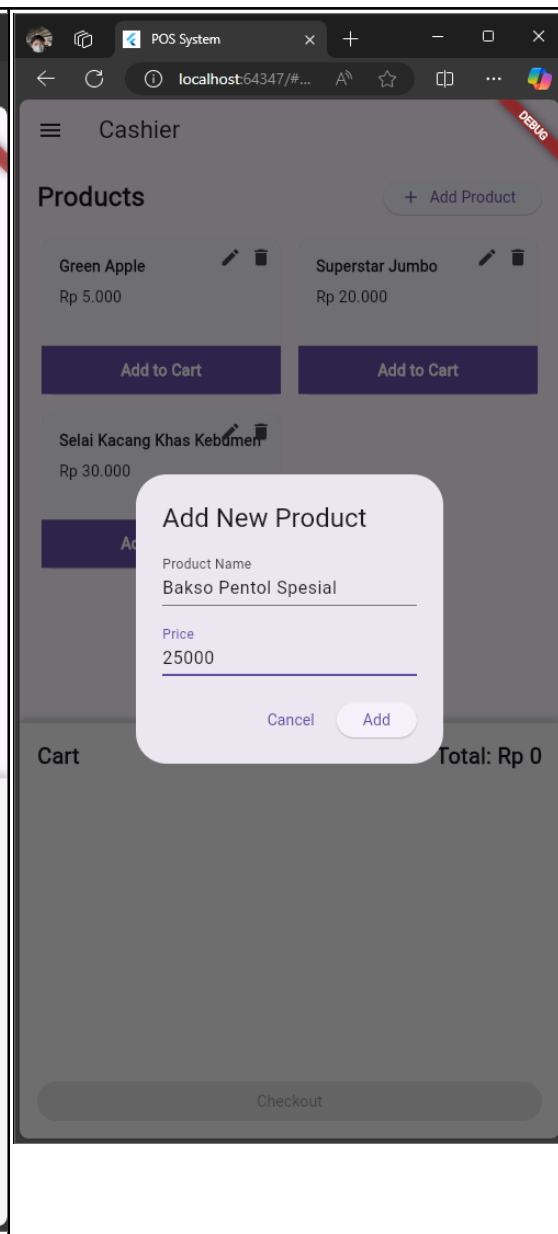 POS System
localhost:64347/#...
DEBUG
Cashier
Products
+ Add Product
Green Apple
Rp 5.000
Add to Cart
Superstar Jumbo
Rp 20.000
Add to Cart
Selai Kacang Khas Kebumen
Rp 30.000
Ad
Add New Product
Product Name
Bakso Pentol Spesial
Price
25000
Cancel
Add
Cart
Total: Rp 0
Checkout